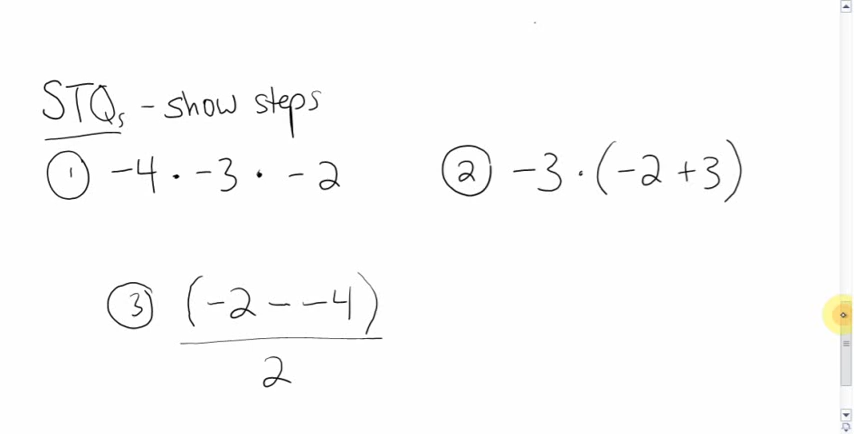 STQs - show steps
① -4 · -3 · -2
② -3 · (-2 + 3)
③ (-2 - -4)
2